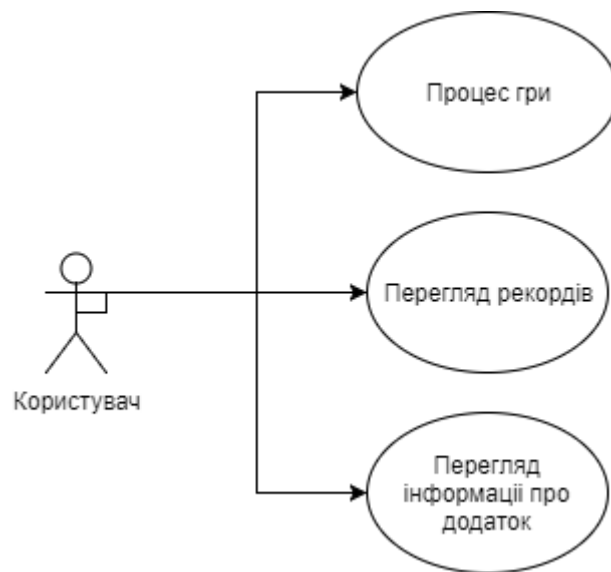 Процес гри
Перегляд рекордів
Користувач
Перегляд
інформації про
додаток